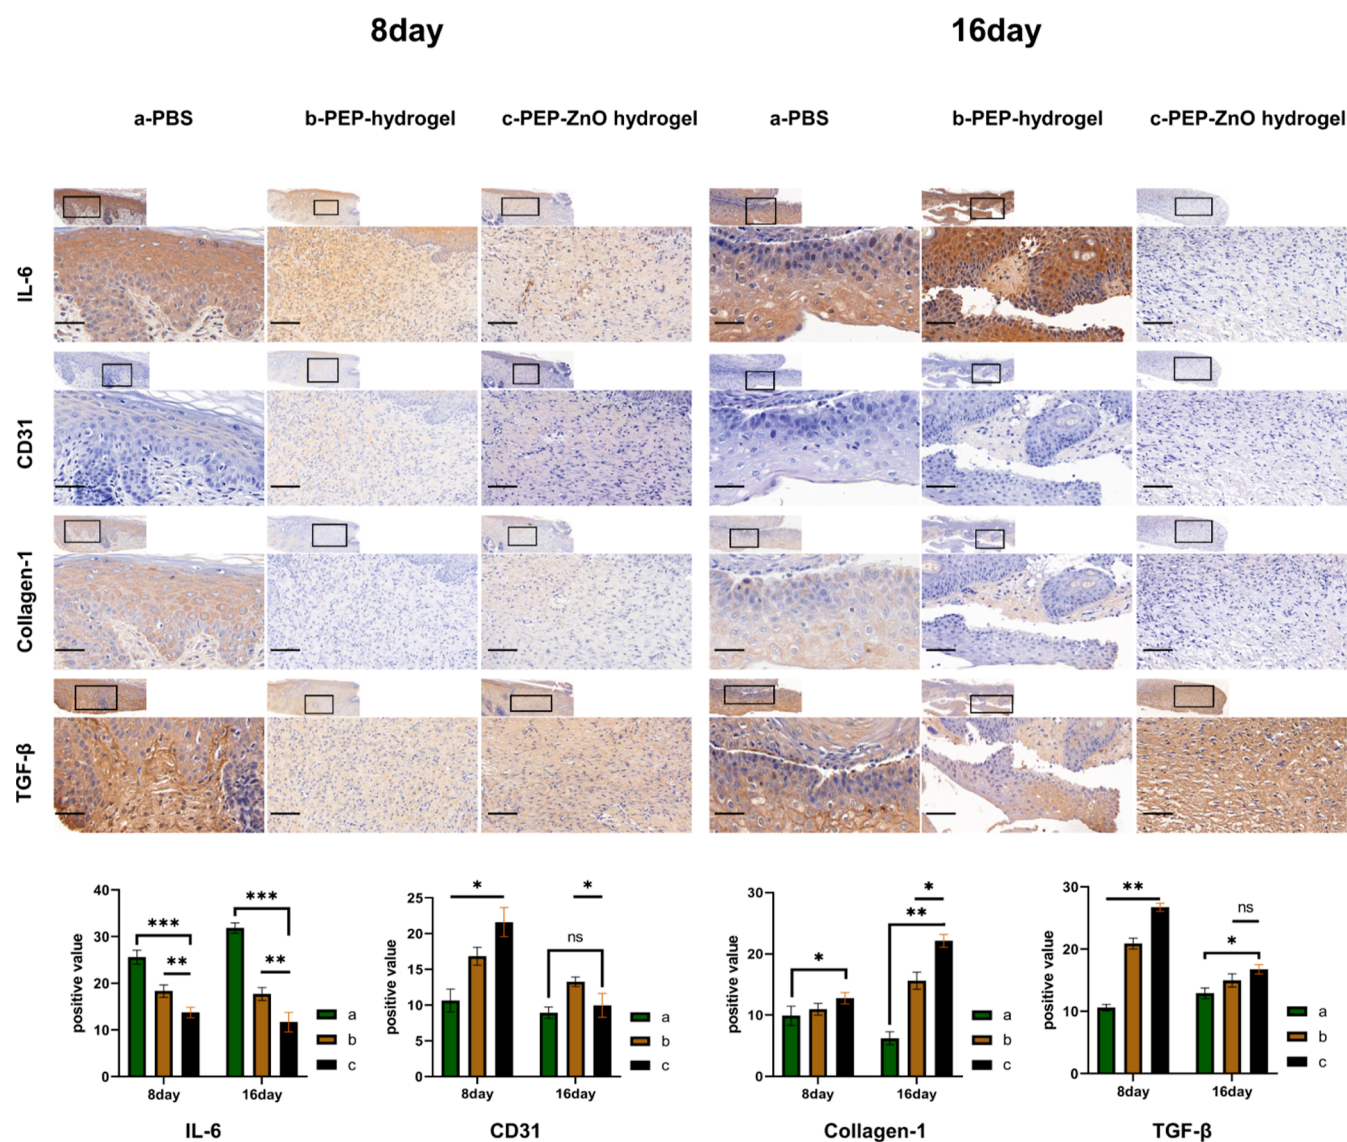 8day 16day
a-PBS b-PEP-hydrogel c-PEP-ZnO hydrogel a-PBS b-PEP-hydrogel c-PEP-ZnO hydrogel
IL-6
CD31
Collagen-1
TGF-β
positive value
40
30
20
10
0
***
**
***
**
8day 16day
a
b
c
IL-6
positive value
25
20
15
10
5
0
*
*
ns
8day 16day
a
b
c
CD31
positive value
30
20
10
0
*
*
**
8day 16day
a
b
c
Collagen-1
positive value
30
20
10
0
**
ns
*
8day 16day
a
b
c
TGF-β